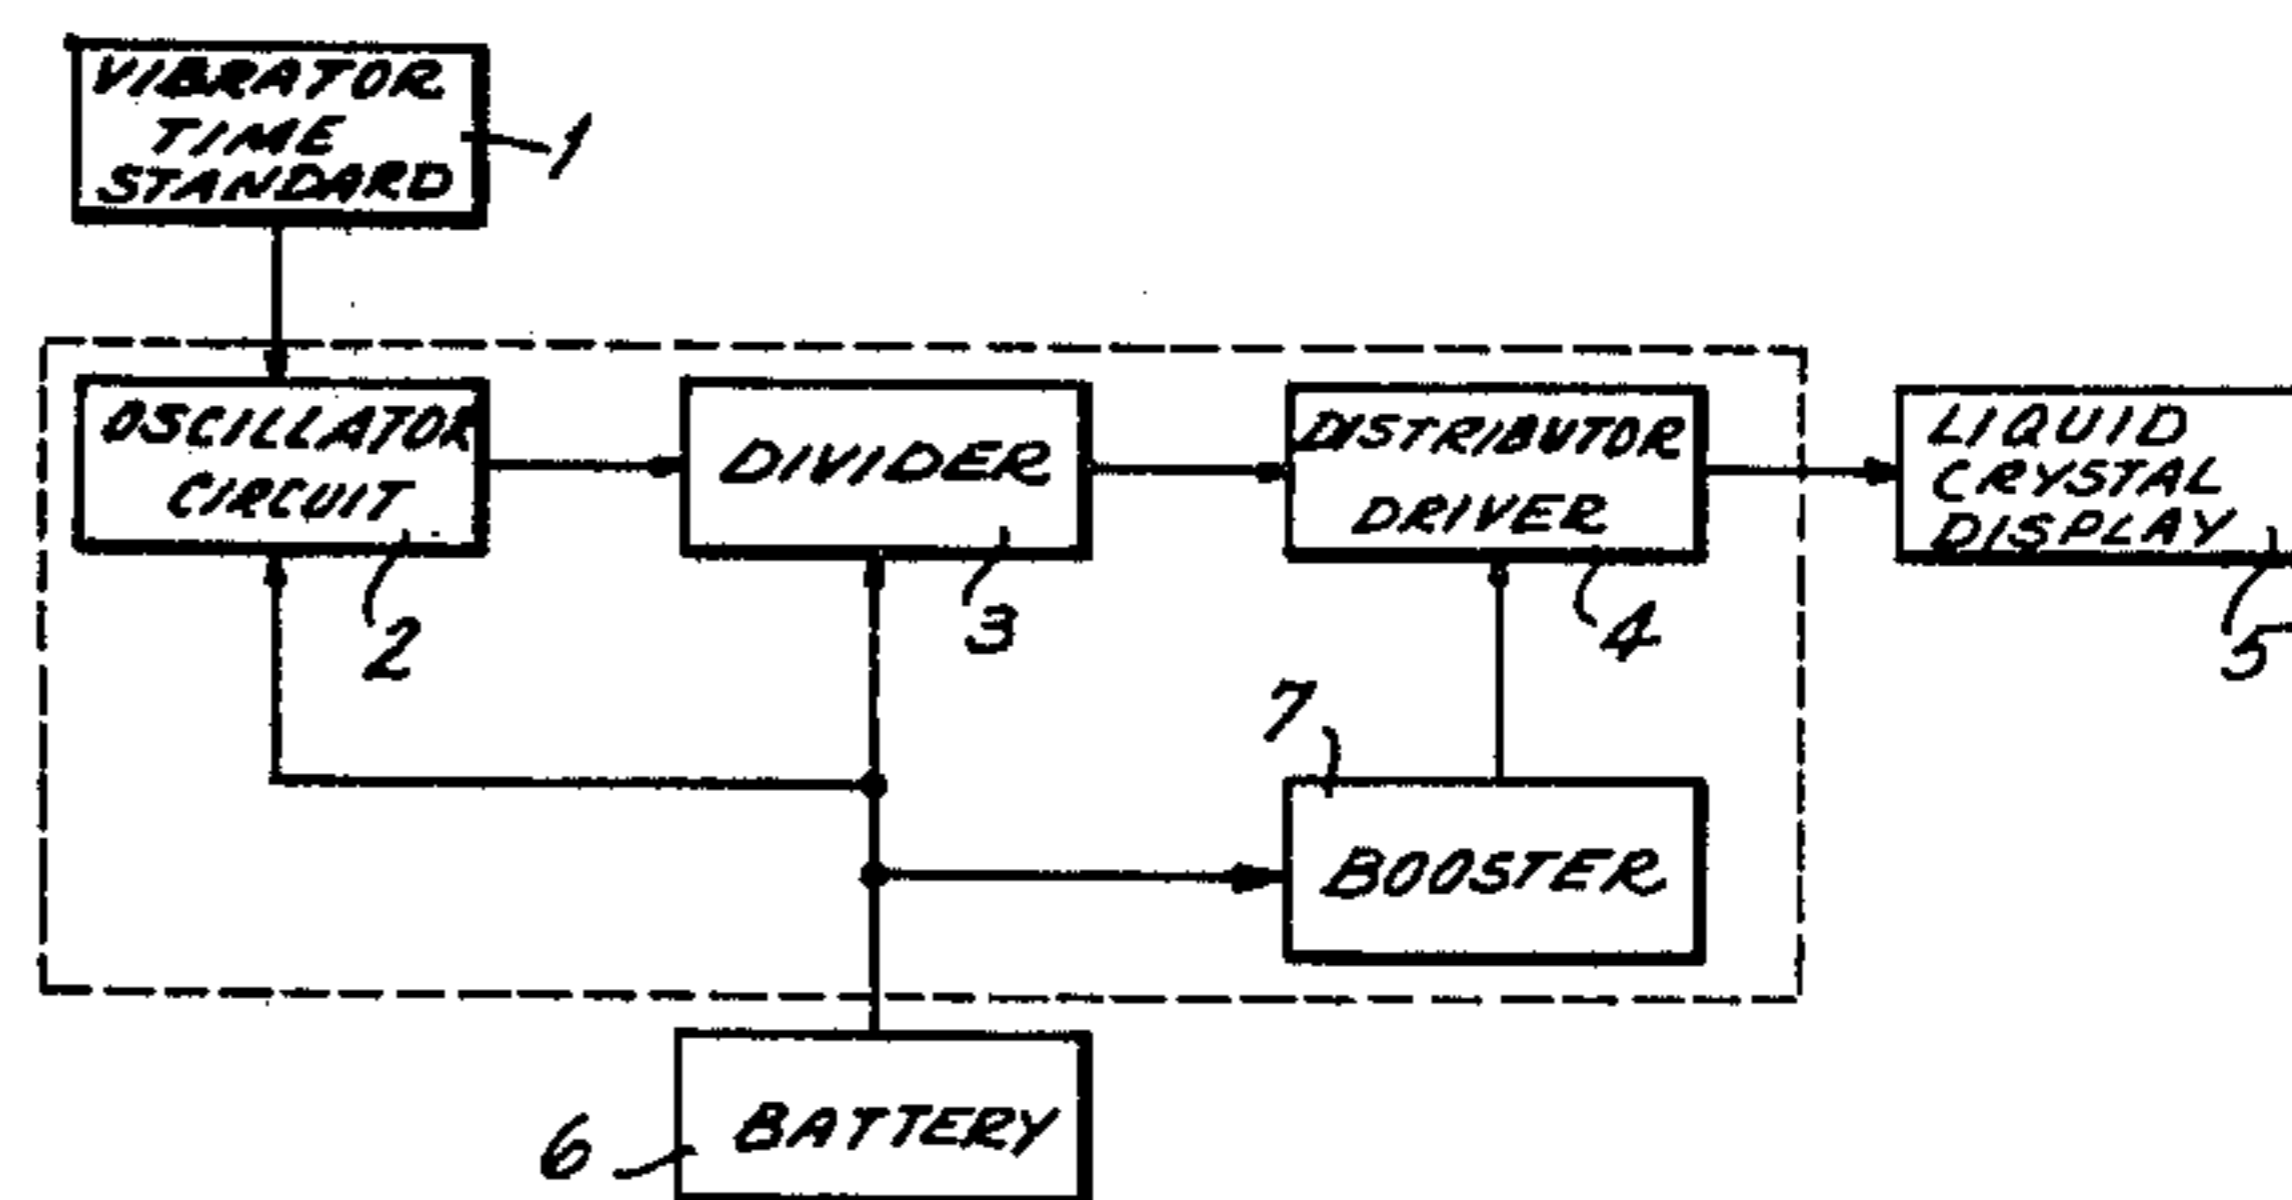 VIBRATOR
TIME
STANDARD
1
OSCILLATOR
CIRCUIT
2
DIVIDER
3
DISTRIBUTOR
DRIVER
4
LIQUID
CRYSTAL
DISPLAY
5
7
BOOSTER
BATTERY
6